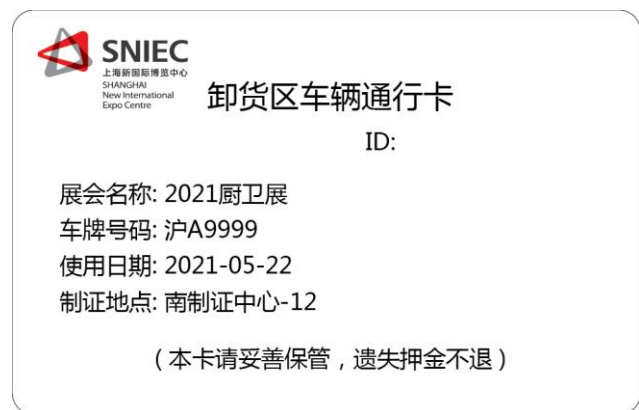 SNIEC
上海新国际博览中心
SHANGHAI
New International
Expo Centre
卸货区车辆通行卡
ID:
展会名称: 2021厨卫展
车牌号码: 沪A9999
使用日期: 2021-05-22
制证地点: 南制证中心-12
（本卡请妥善保管，遗失押金不退）